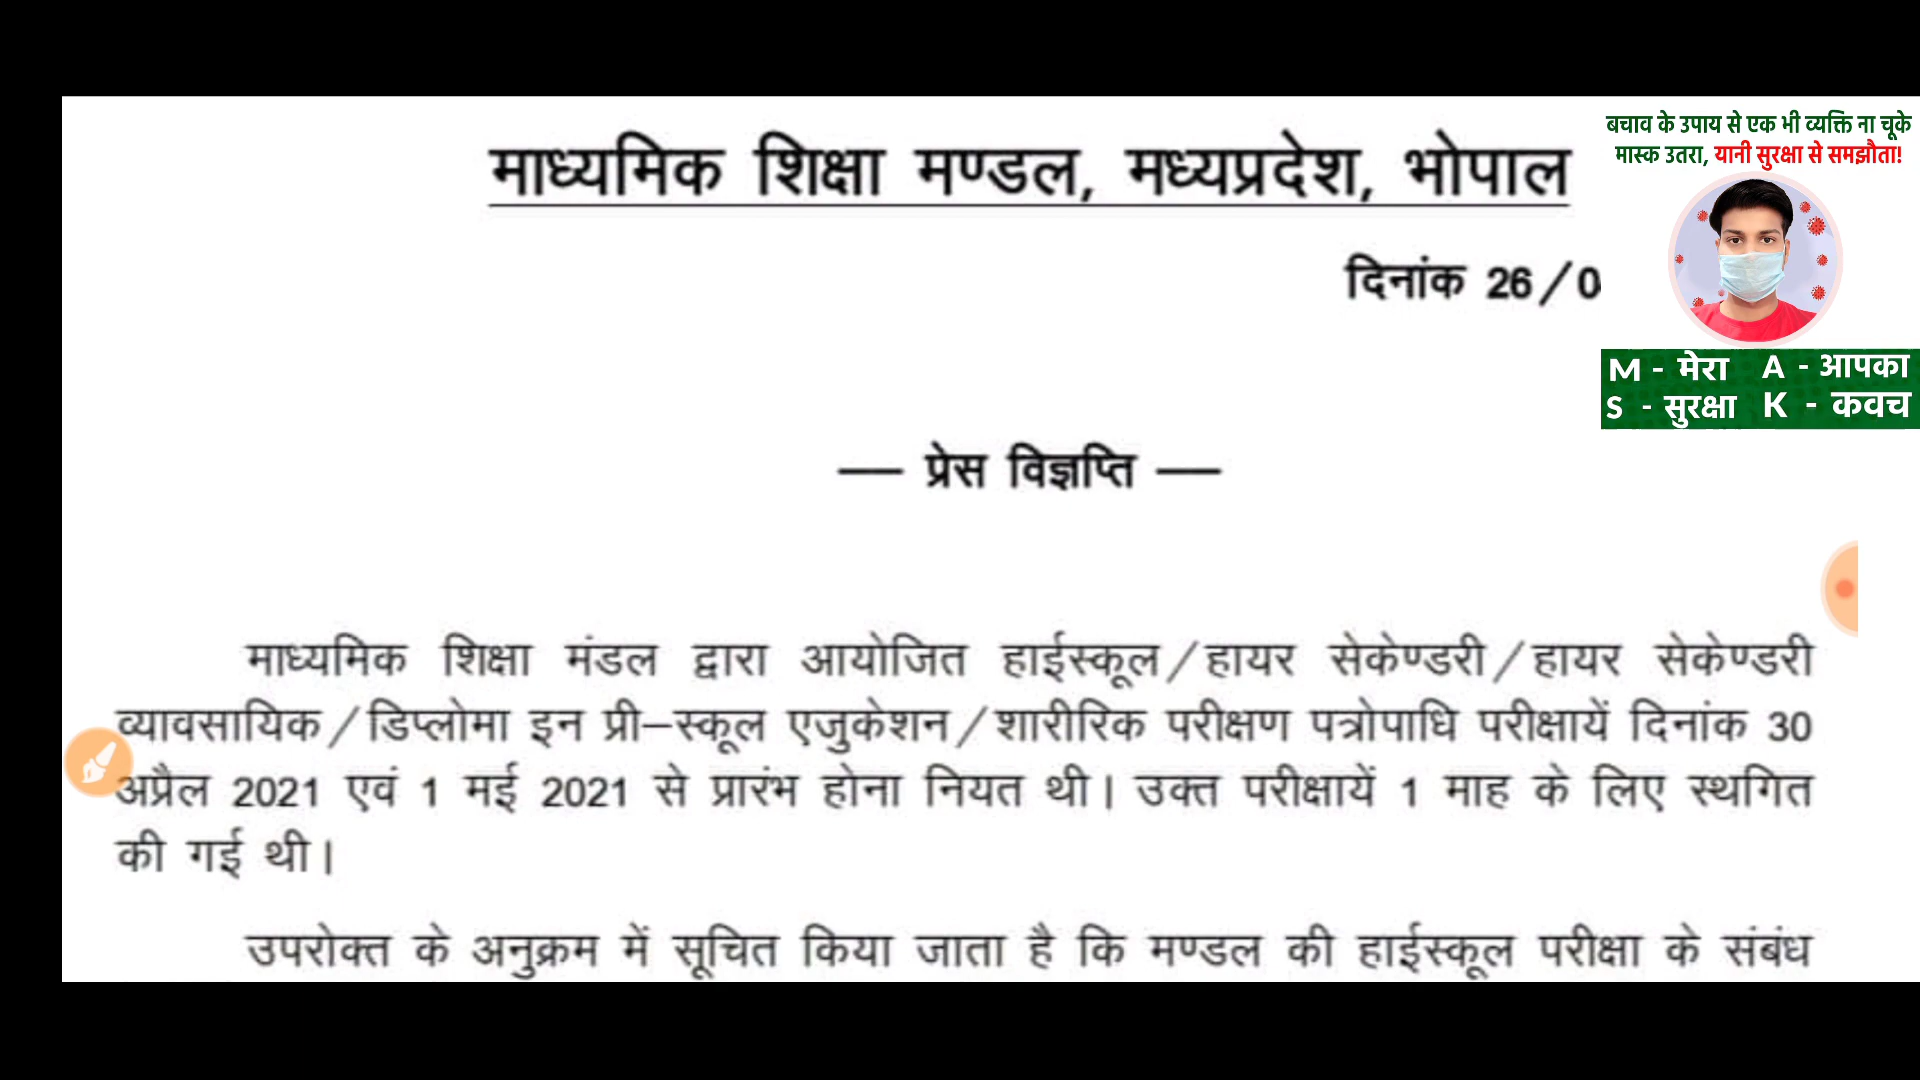 माध्यमिक शिक्षा मण्डल, मध्यप्रदेश, भोपाल
दिनांक 26/0
बचाव के उपाय से एक भी व्यक्ति ना चूके
मास्क उतरा, यानी सुरक्षा से समझौता!
M - मेरा A - आपका
S - सुरक्षा K - कवच
— प्रेस विज्ञप्ति —
माध्यमिक शिक्षा मंडल द्वारा आयोजित हाईस्कूल/हायर सेकेण्डरी/हायर सेकेण्डरी
व्यावसायिक/डिप्लोमा इन प्री–स्कूल एजुकेशन/शारीरिक परीक्षण पत्रोपाधि परीक्षायें दिनांक 30
अप्रैल 2021 एवं 1 मई 2021 से प्रारंभ होना नियत थी। उक्त परीक्षायें 1 माह के लिए स्थगित
की गई थी।
उपरोक्त के अनुक्रम में सूचित किया जाता है कि मण्डल की हाईस्कूल परीक्षा के संबंध